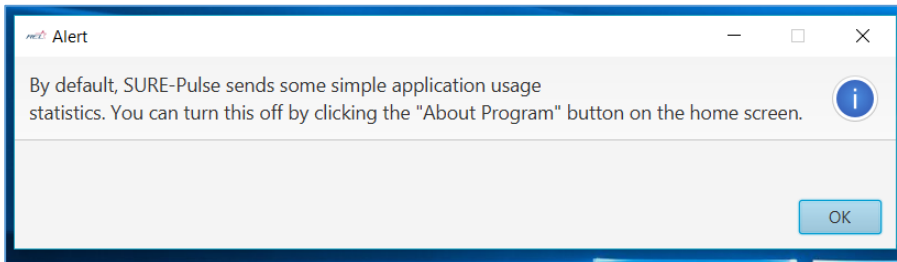 Alert
By default, SURE-Pulse sends some simple application usage
statistics. You can turn this off by clicking the "About Program" button on the home screen.
i
OK